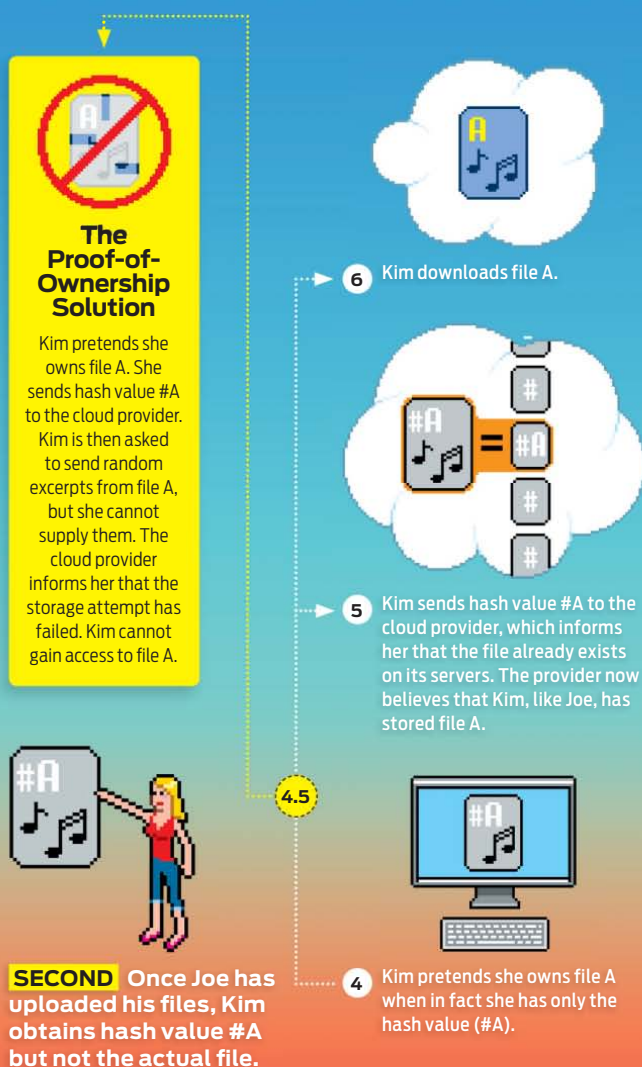 A
The
Proof-of-
Ownership
Solution
Kim pretends she
owns file A. She
sends hash value #A
to the cloud provider.
Kim is then asked
to send random
excerpts from file A,
but she cannot
supply them. The
cloud provider
informs her that the
storage attempt has
failed. Kim cannot
gain access to file A.
A
6 Kim downloads file A.
#A
=
#
#A
#
#
5 Kim sends hash value #A to the
cloud provider, which informs
her that the file already exists
on its servers. The provider now
believes that Kim, like Joe, has
stored file A.
#A
4.5
#A
SECOND Once Joe has
uploaded his files, Kim
obtains hash value #A
but not the actual file.
4 Kim pretends she owns file A
when in fact she has only the
hash value (#A).